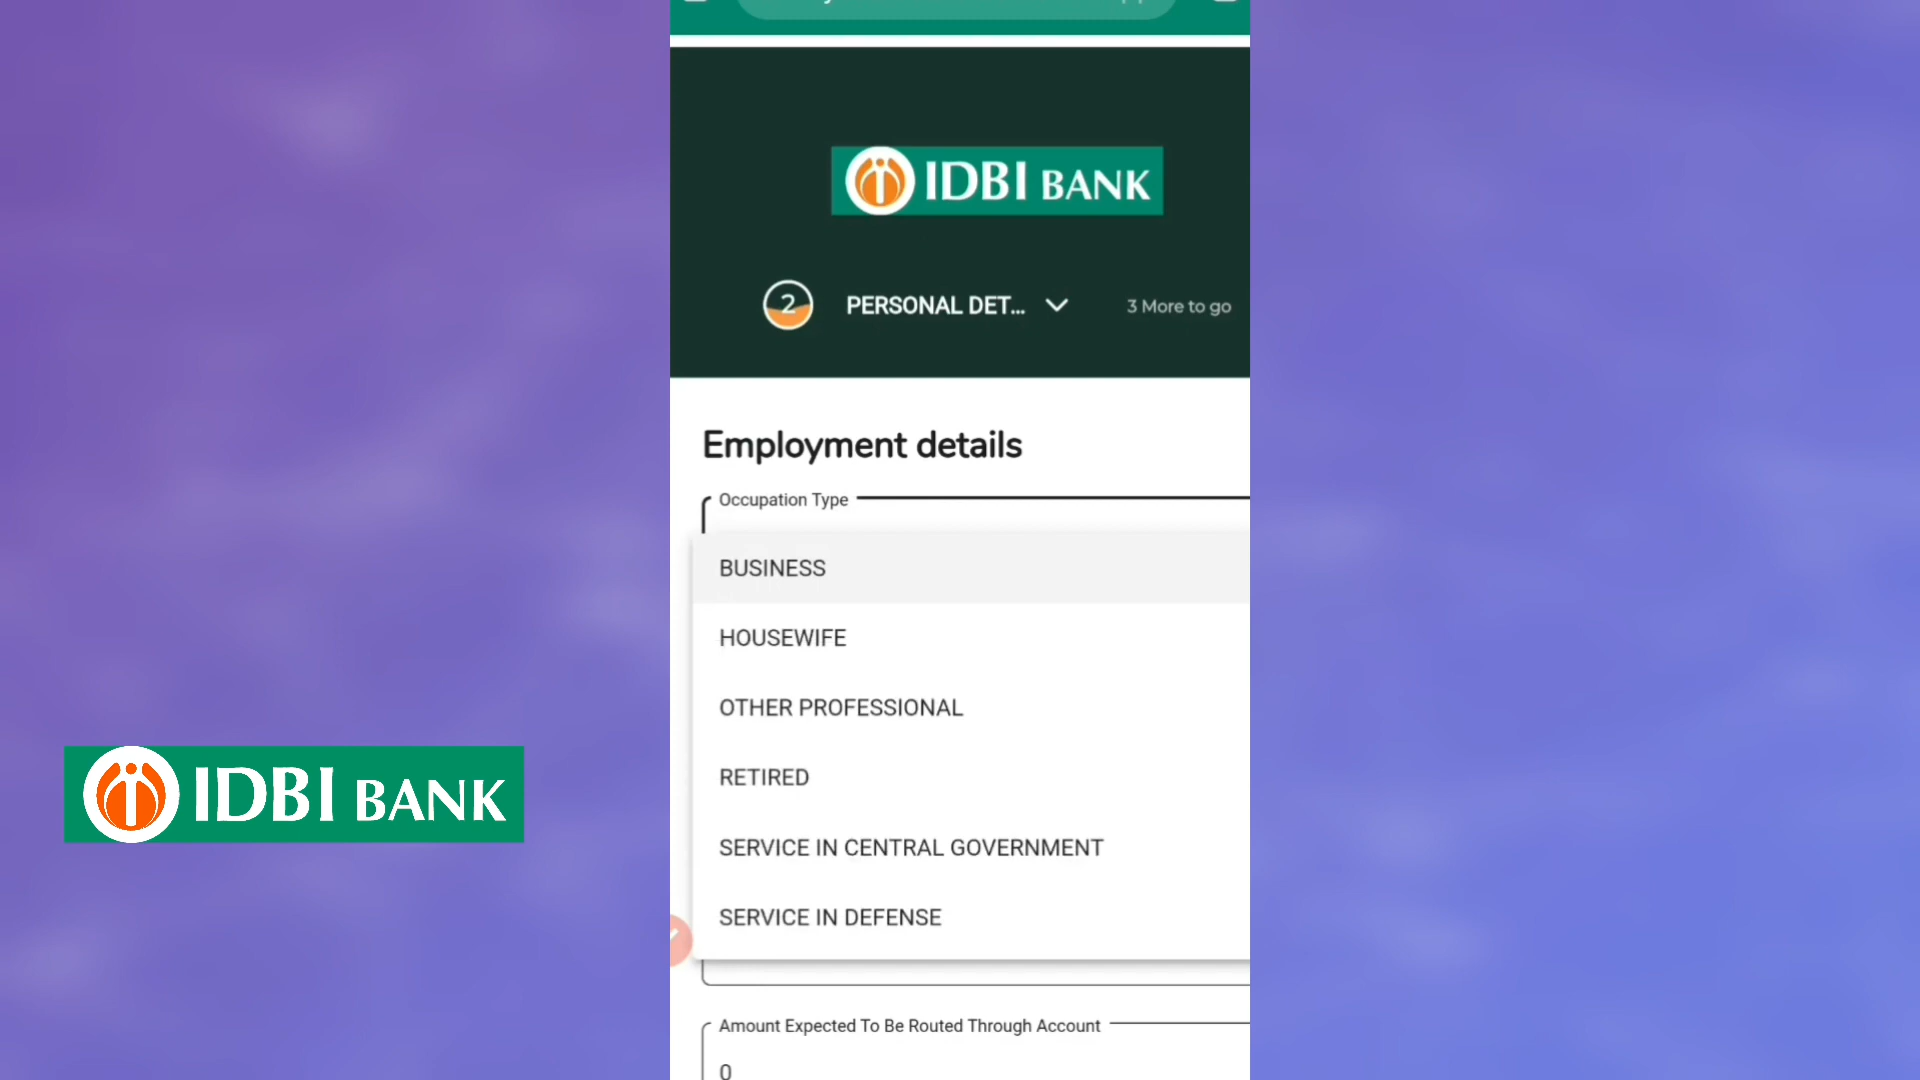 IDBI BANK
2
PERSONAL DET...
3 More to go
Employment details
Occupation Type
BUSINESS
HOUSEWIFE
OTHER PROFESSIONAL
RETIRED
SERVICE IN CENTRAL GOVERNMENT
SERVICE IN DEFENSE
Amount Expected To Be Routed Through Account
0
IDBI BANK